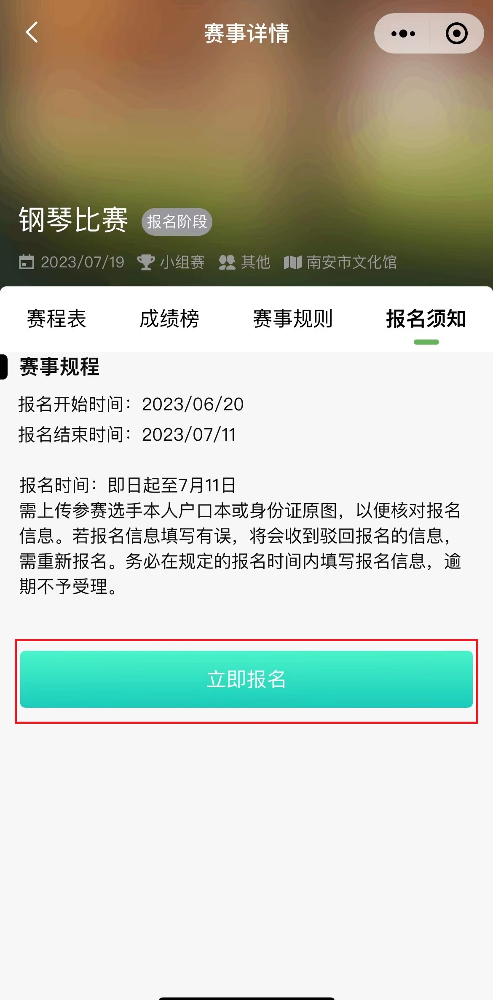 赛事详情
钢琴比赛 报名阶段
2023/07/19 小组赛 其他 南安市文化馆
赛程表 成绩榜 赛事规则 报名须知
赛事规程
报名开始时间：2023/06/20
报名结束时间：2023/07/11
报名时间：即日起至7月11日
需上传参赛选手本人户口本或身份证原图，以便核对报名
信息。若报名信息填写有误，将会收到驳回报名的信息，
需重新报名。务必在规定的报名时间内填写报名信息，逾
期不予受理。
立即报名